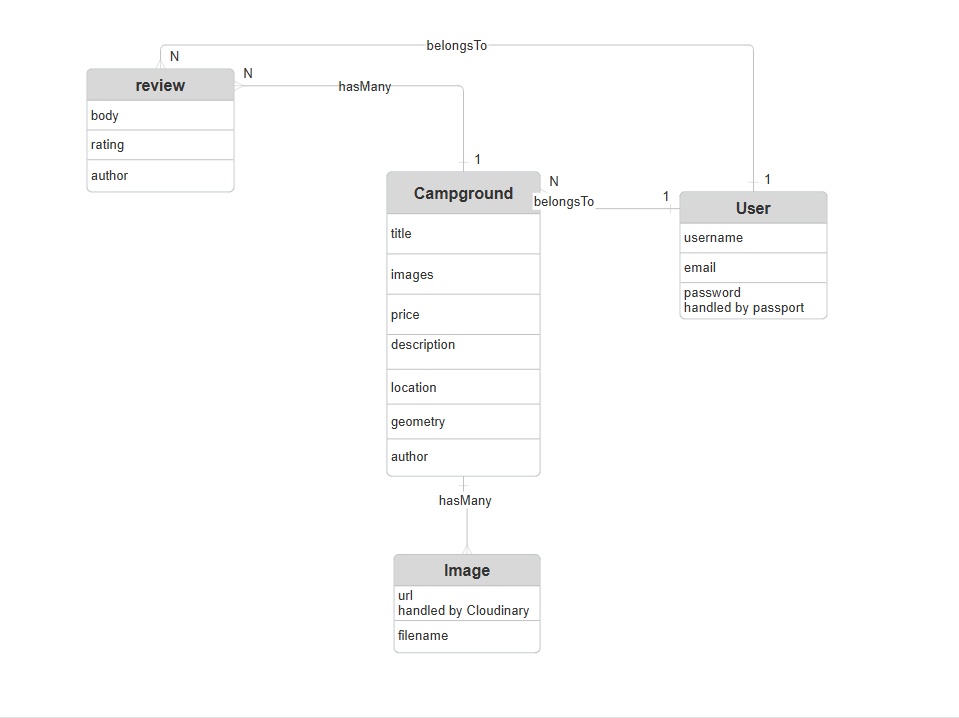 belongsTo
N
N
review
hasMany
body
rating
author
1
1
Campground
N
belongsTo
1
User
title
images
price
description
location
geometry
author
username
email
password
handled by passport
hasMany
Image
url
handled by Cloudinary
filename